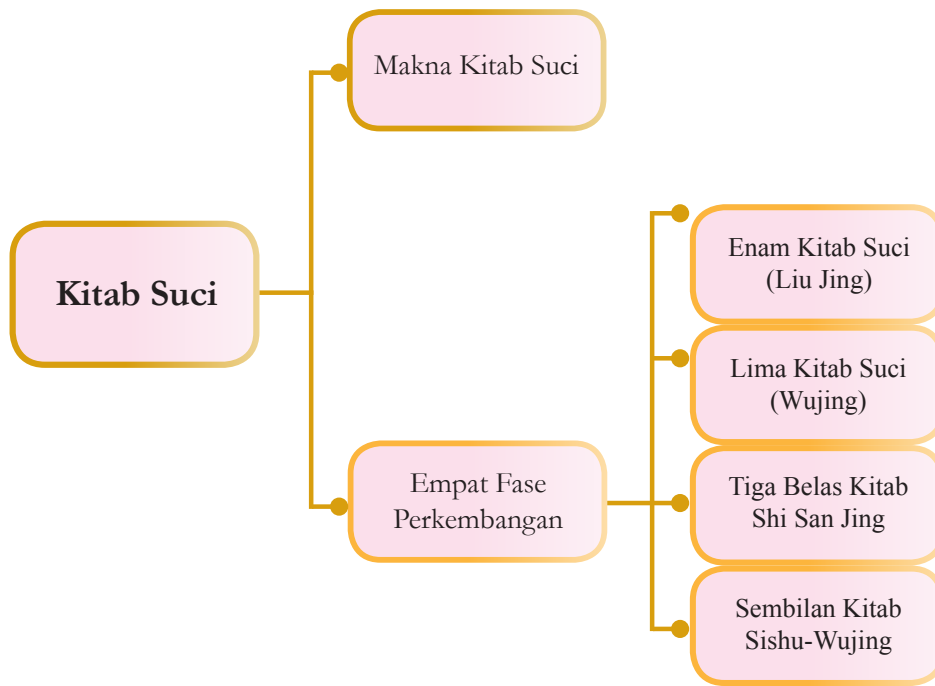 Kitab Suci
Makna Kitab Suci
Empat Fase
Perkembangan
Enam Kitab Suci
(Liu Jing)
Lima Kitab Suci
(Wujing)
Tiga Belas Kitab
Shi San Jing
Sembilan Kitab
Sishu-Wujing